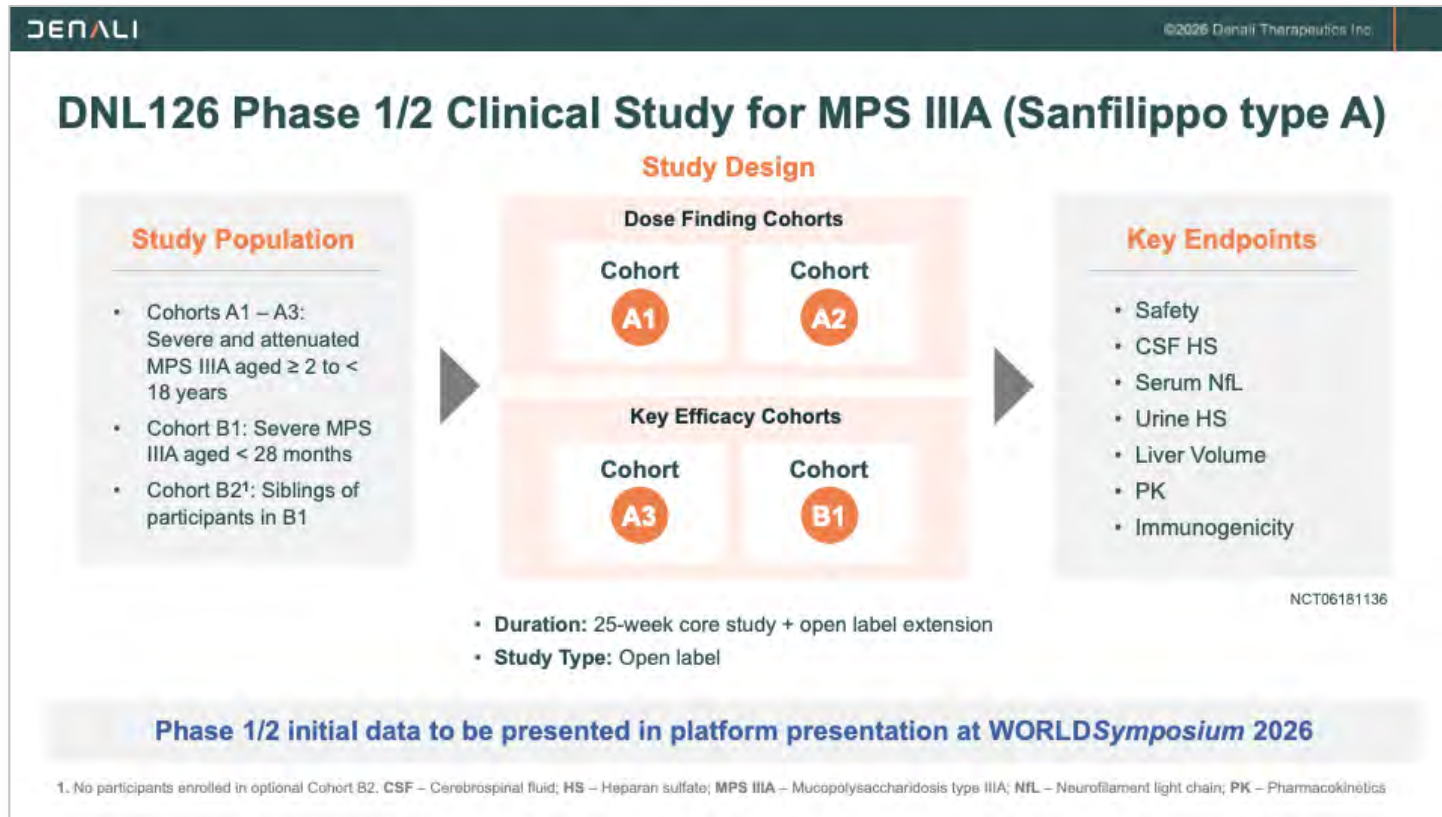 DENALI
©2026 Denali Therapeutics Inc.
DNL126 Phase 1/2 Clinical Study for MPS IIIA (Sanfilippo type A)
Study Design
Study Population
• Cohorts A1 – A3:
Severe and attenuated
MPS IIIA aged ≥ 2 to <
18 years
• Cohort B1: Severe MPS
IIIA aged < 28 months
• Cohort B2¹: Siblings of
participants in B1
Dose Finding Cohorts
Cohort
A1
Cohort
A2
Key Efficacy Cohorts
Cohort
A3
Cohort
B1
Key Endpoints
• Safety
• CSF HS
• Serum NfL
• Urine HS
• Liver Volume
• PK
• Immunogenicity
NCT06181136
• Duration: 25-week core study + open label extension
• Study Type: Open label
Phase 1/2 initial data to be presented in platform presentation at WORLDSymposium 2026
1. No participants enrolled in optional Cohort B2. CSF – Cerebrospinal fluid; HS – Heparan sulfate; MPS IIIA – Mucopolysaccharidosis type IIIA; NfL – Neurofilament light chain; PK – Pharmacokinetics